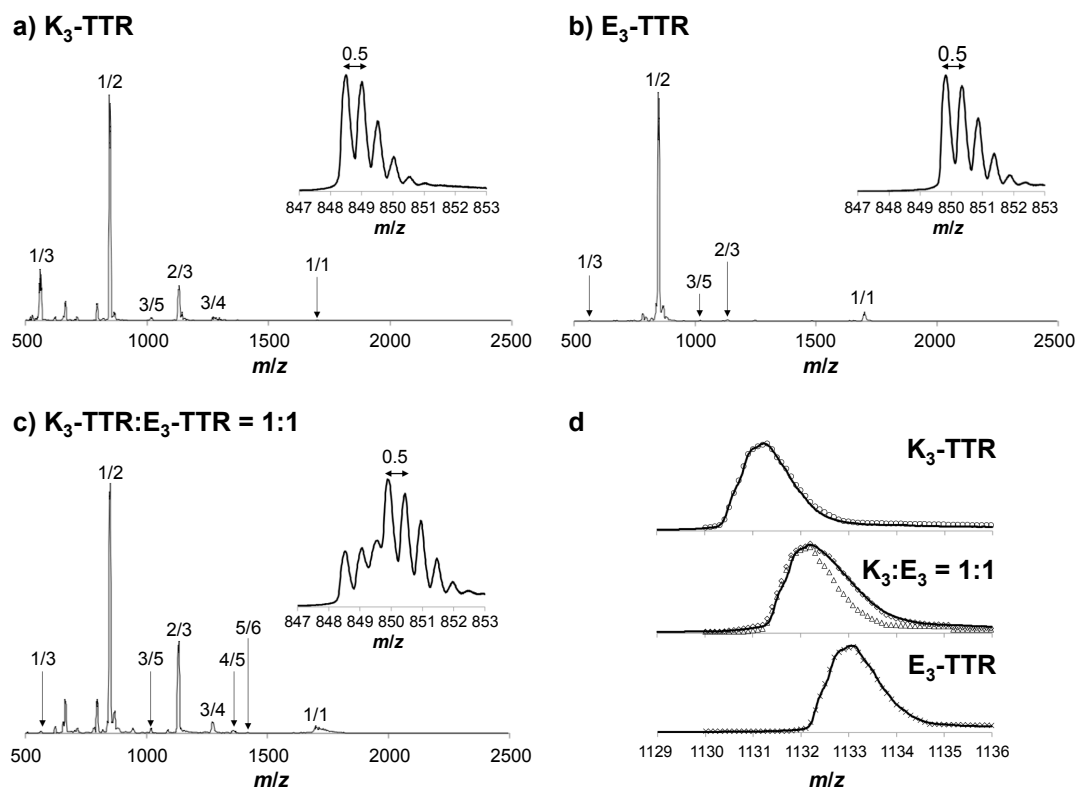 a) K₃-TTR
0.5
1/2
847 848 849 850 851 852 853
m/z
1/3
2/3
1/1
3/5
3/4
500 1000 1500 2000 2500
m/z
b) E₃-TTR
0.5
1/2
847 848 849 850 851 852 853
m/z
1/3
2/3
3/5
1/1
500 1000 1500 2000 2500
m/z
c) K₃-TTR:E₃-TTR = 1:1
0.5
1/2
847 848 849 850 851 852 853
m/z
5/6
2/3
1/3
3/5
4/5
3/4
1/1
500 1000 1500 2000 2500
m/z
d
K₃-TTR
K₃:E₃ = 1:1
E₃-TTR
1129 1130 1131 1132 1133 1134 1135 1136
m/z